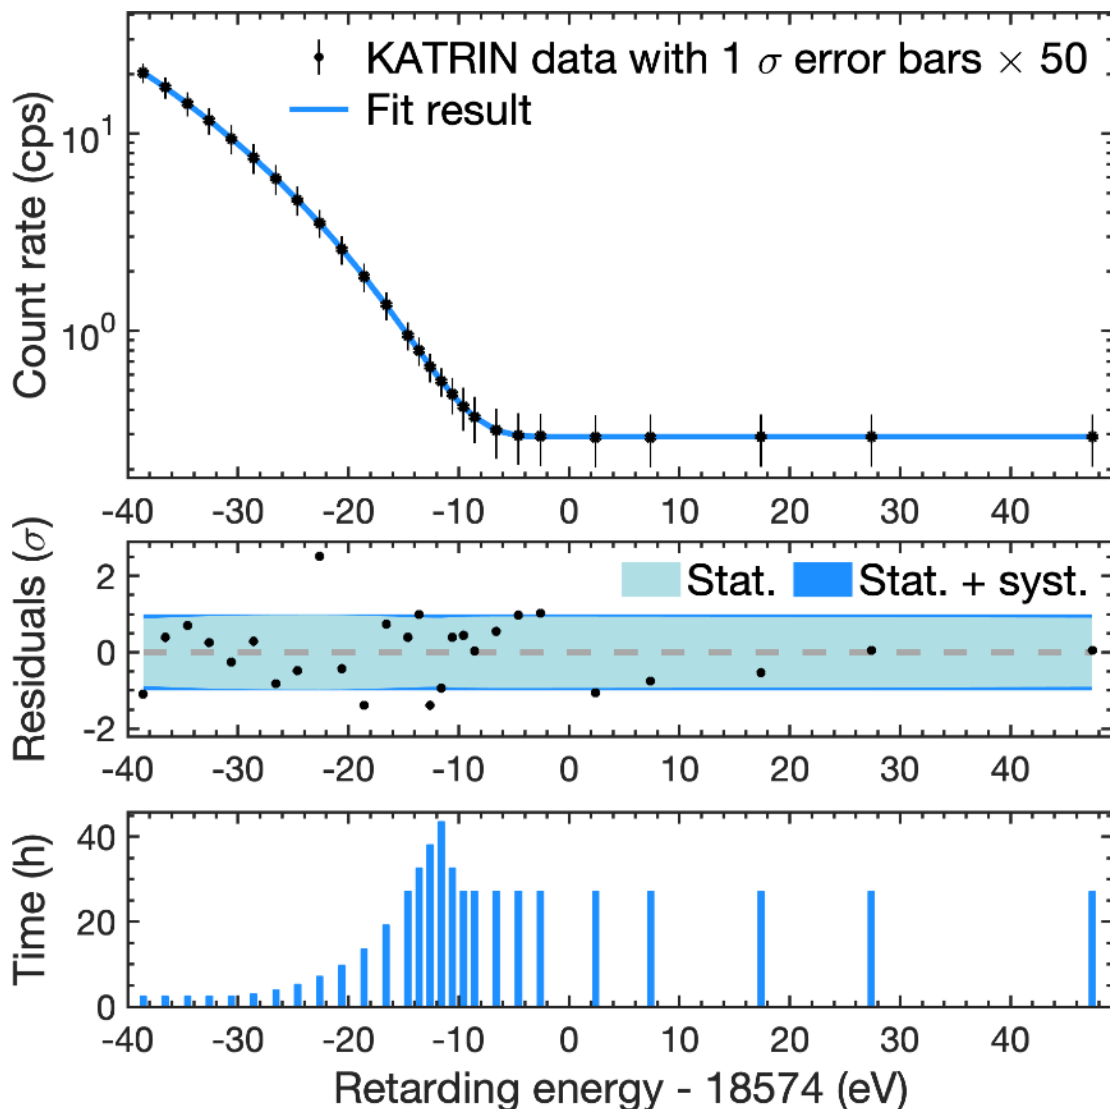 KATRIN data with 1 σ error bars × 50
Fit result
Count rate (cps)
10¹
10⁰
-40 -30 -20 -10 0 10 20 30 40
Stat. Stat. + syst.
Residuals (σ)
2
0
-2
-40 -30 -20 -10 0 10 20 30 40
Time (h)
40
20
0
-40 -30 -20 -10 0 10 20 30 40
Retarding energy - 18574 (eV)